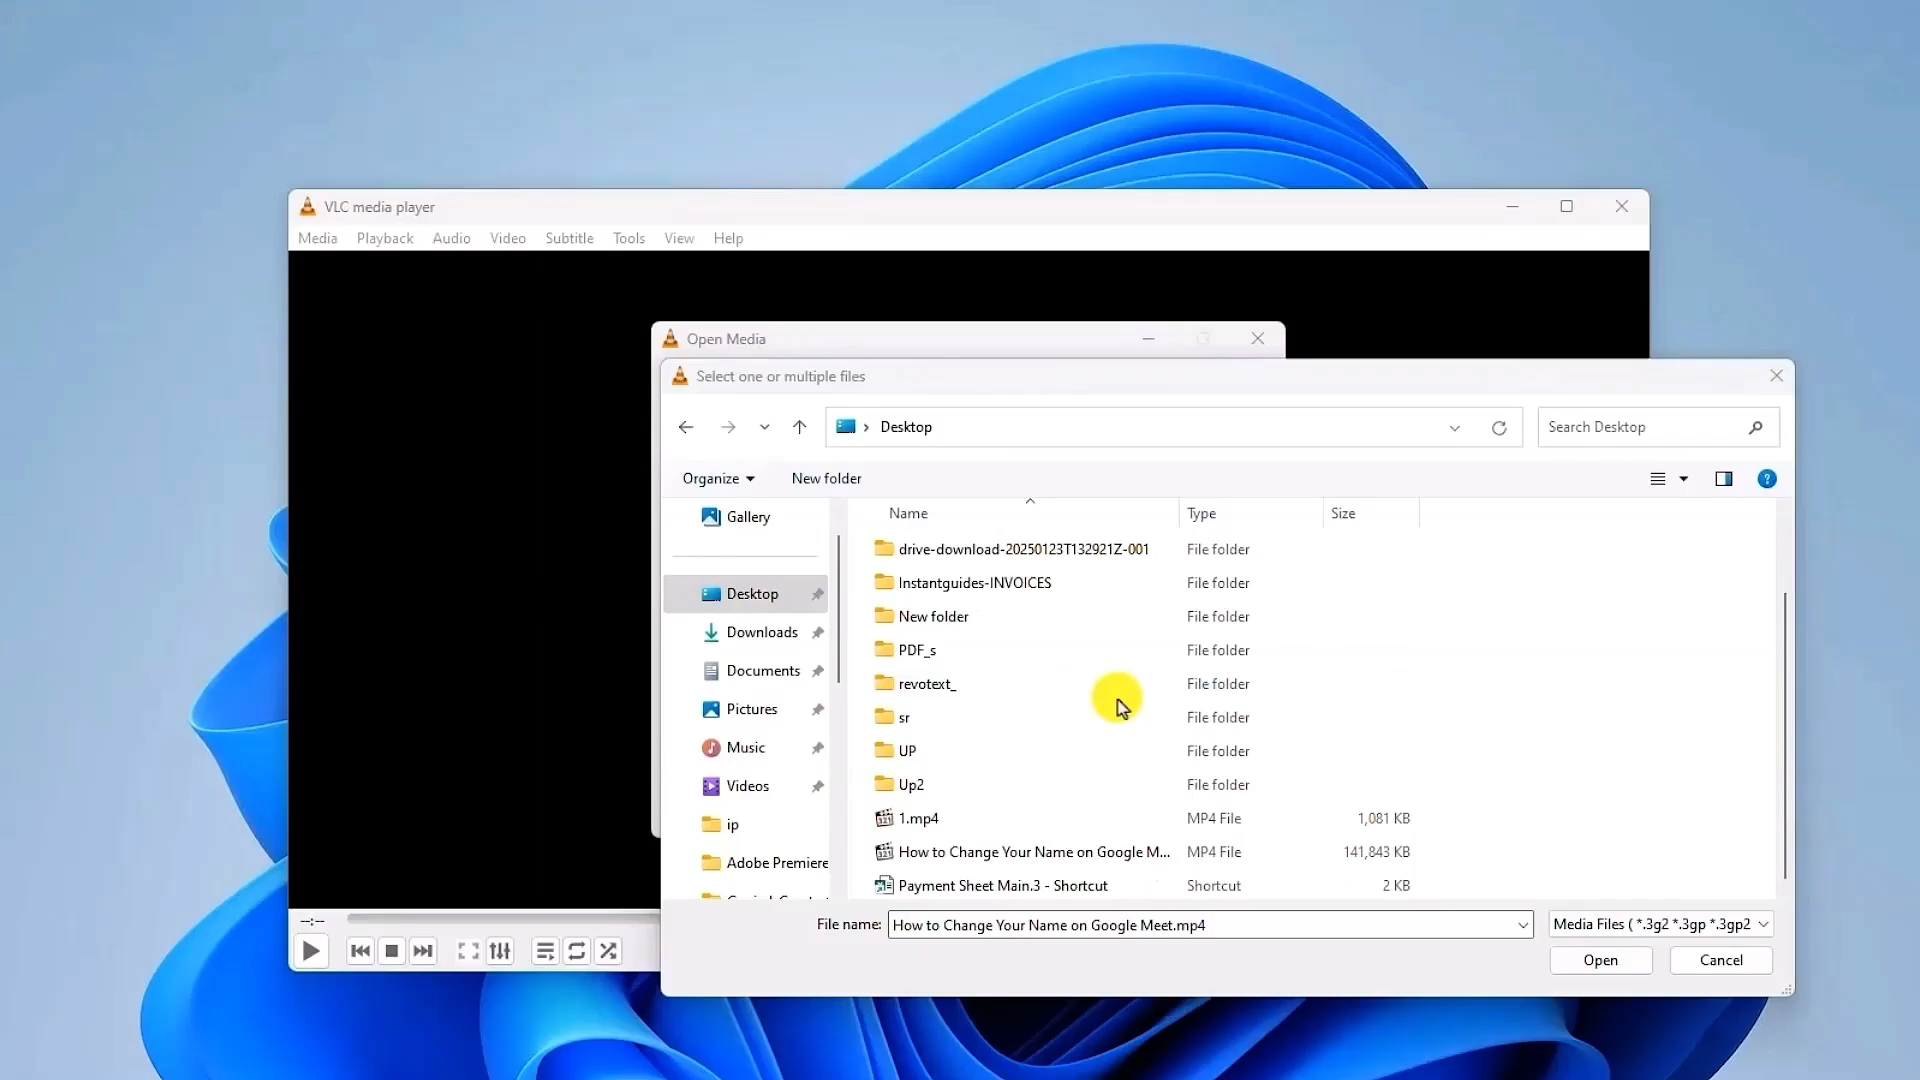 VLC media player
Media Playback Audio Video Subtitle Tools View Help
Open Media
Select one or multiple files
Desktop
Search Desktop
Organize New folder
Name Type Size
Gallery
Desktop
Downloads
Documents
Pictures
Music
Videos
ip
Adobe Premiere
drive-download-20250123T132921Z-001 File folder
Instantguides-INVOICES File folder
New folder File folder
PDF_s File folder
revotext_ File folder
sr File folder
UP File folder
Up2 File folder
1.mp4 MP4 File 1,081 KB
How to Change Your Name on Google M... MP4 File 141,843 KB
Payment Sheet Main.3 - Shortcut Shortcut 2 KB
File name: How to Change Your Name on Google Meet.mp4 Media Files ( *.3g2 *.3gp *.3gp2
Open Cancel
--:--